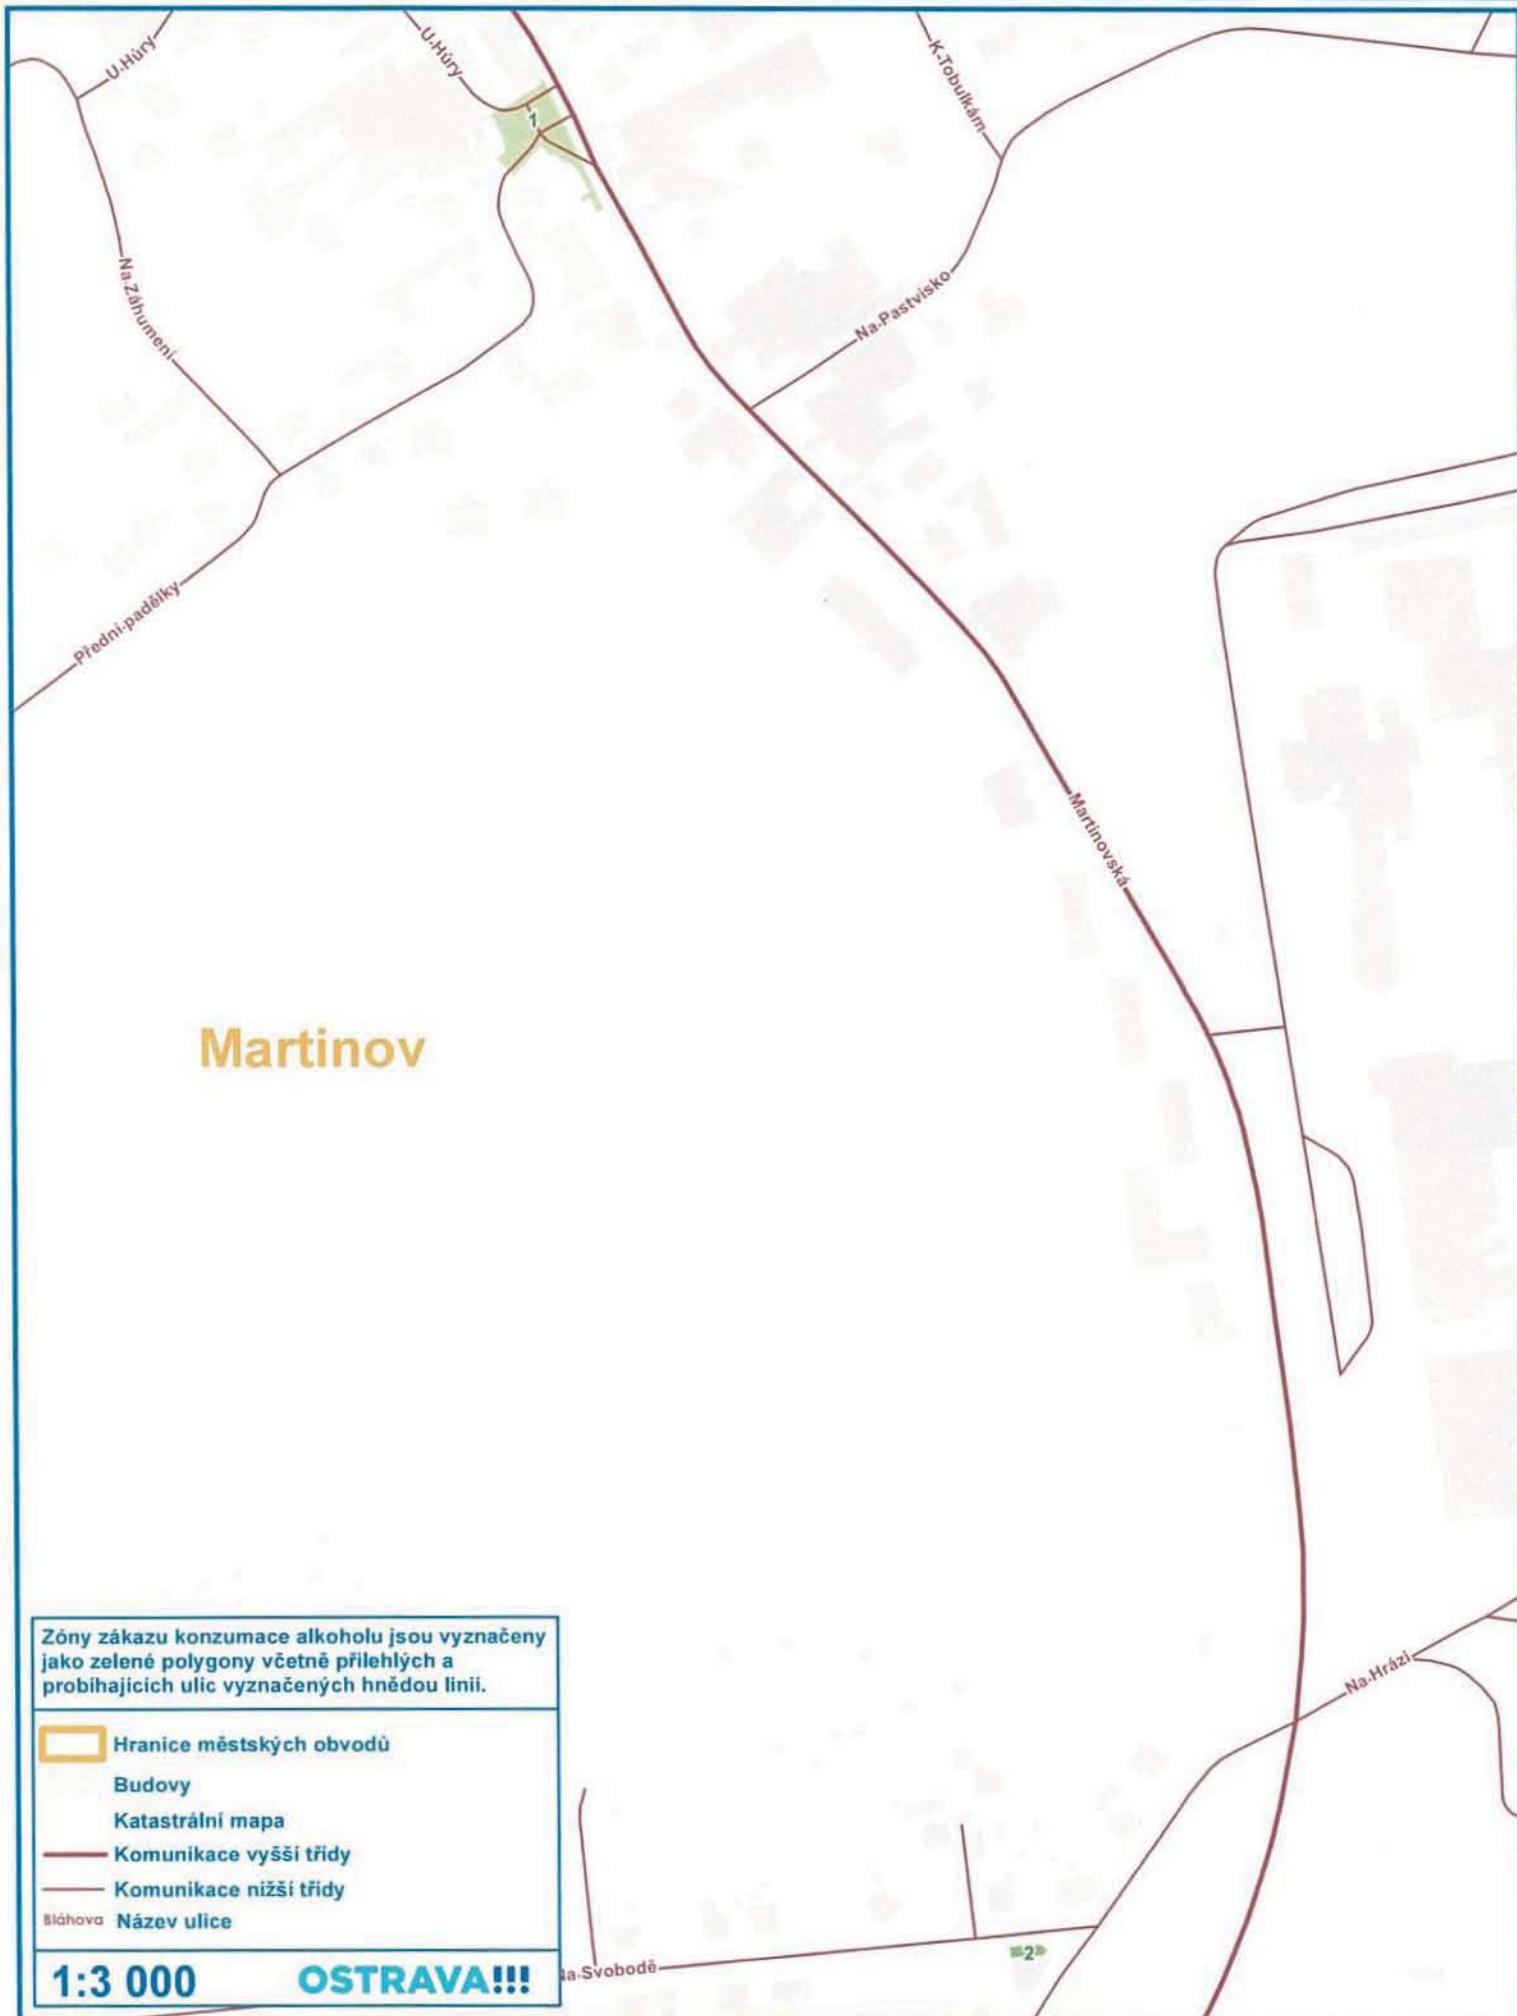 U-Húry
U-Húry
K-Tobulkám
1
Na-Záhumení
Na-Pastvisko
Přední-padělky
Martinovská
Martinov
Zóny zákazu konzumace alkoholu jsou vyznačeny
jako zelené polygony včetně přilehlých a
probíhajících ulic vyznačených hnědou linií.
Hranice městských obvodů
Budovy
Katastrální mapa
Komunikace vyšší třídy
Komunikace nižší třídy
Bláhova Název ulice
1:3 000 OSTRAVA!!!
Na-Hrázi
2
a-Svobodě